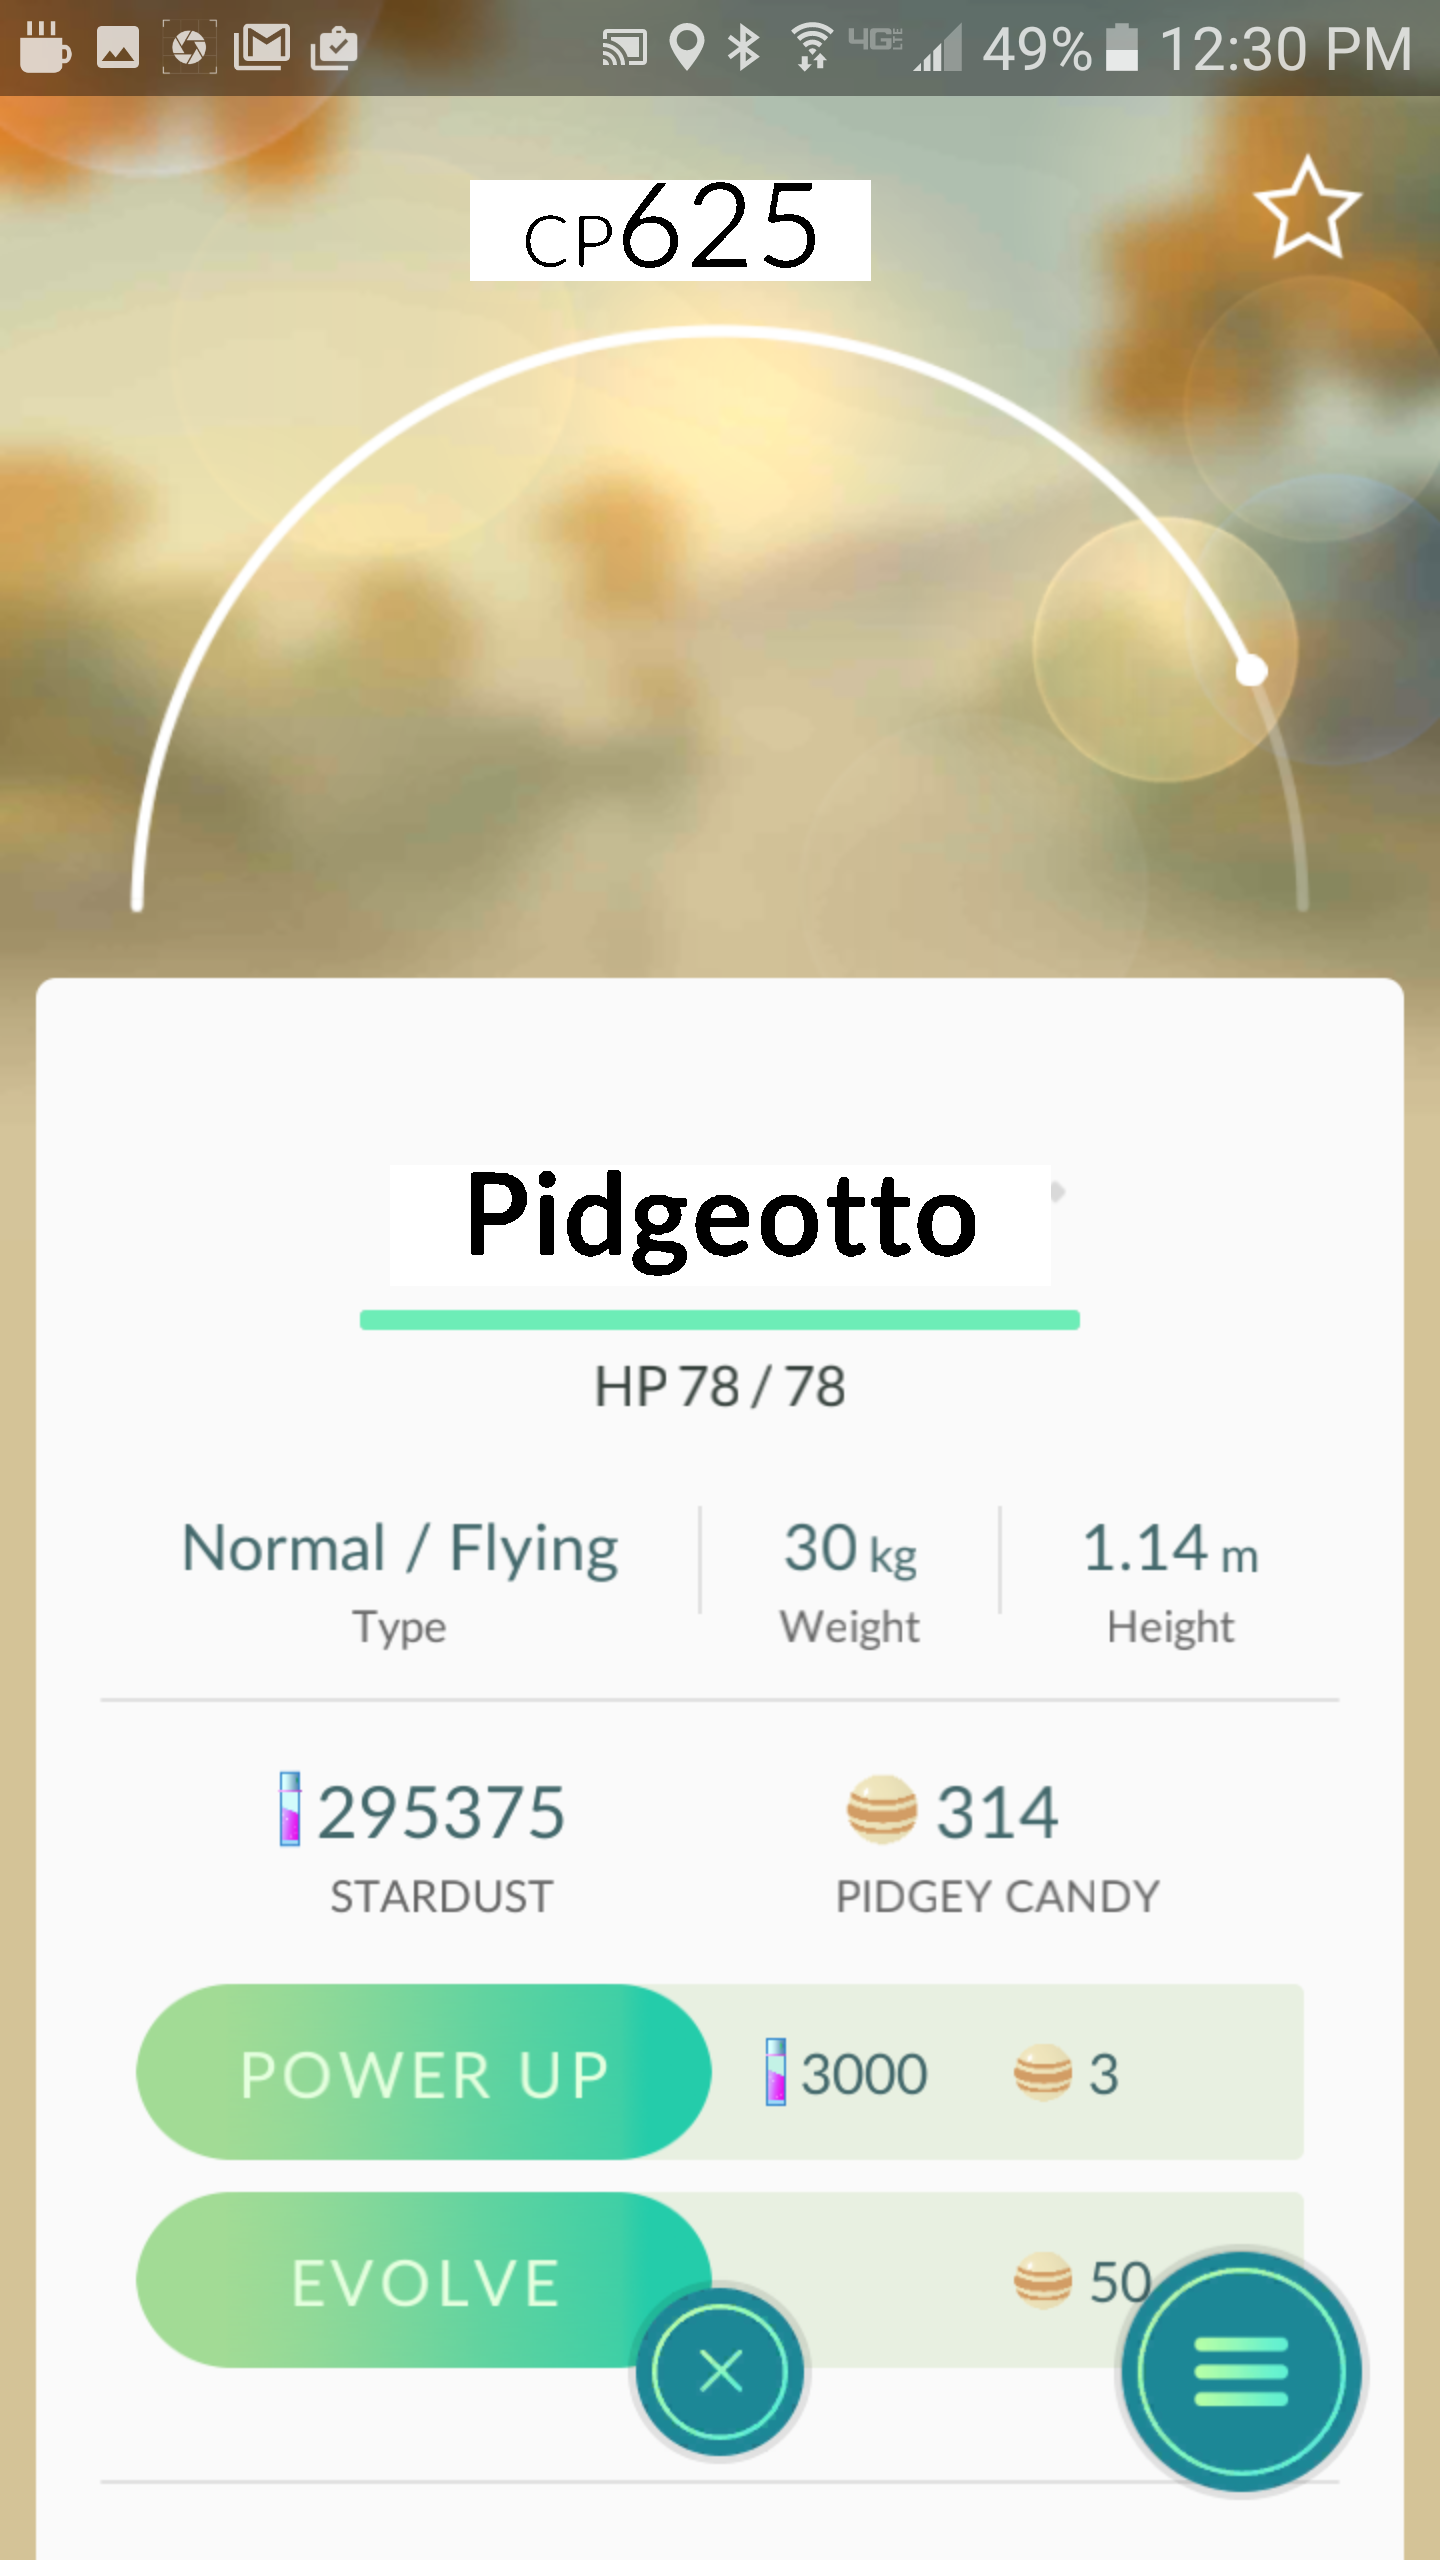 4G LTE 49% 12:30 PM
CP625
Pidgeotto
HP 78 / 78
Normal / Flying 30 kg 1.14 m
Type Weight Height
295375 314
STARDUST PIDGEY CANDY
POWER UP 3000 3
EVOLVE 50